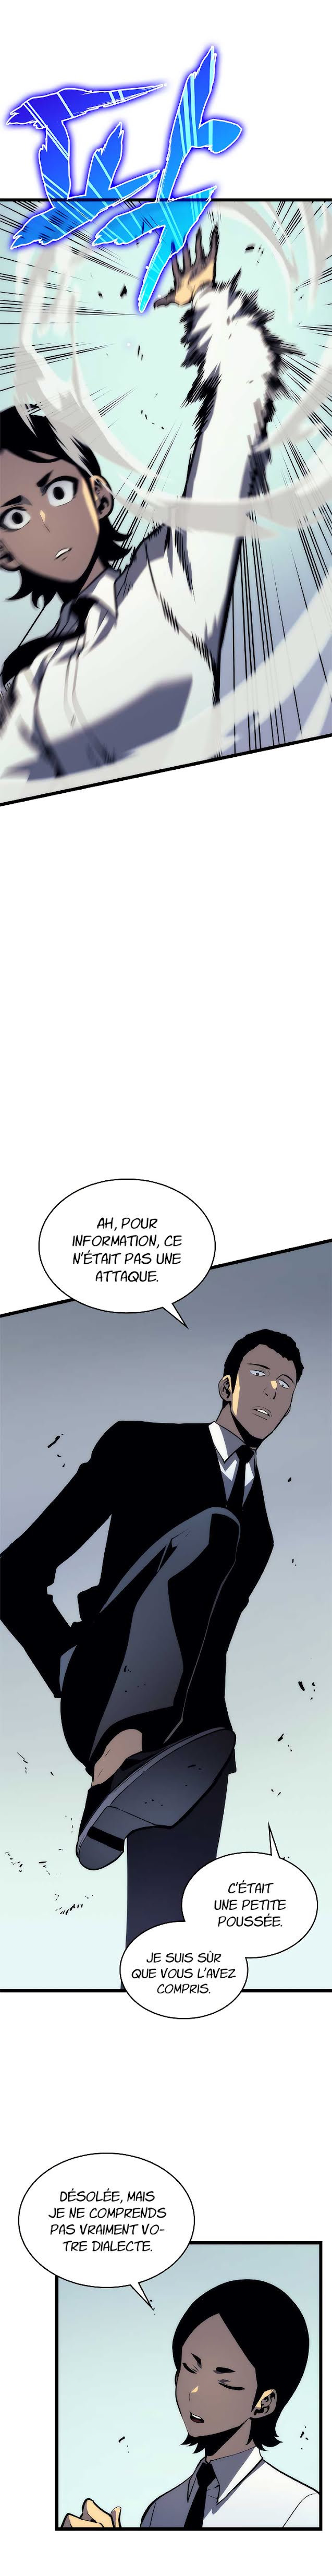 AH, POUR
INFORMATION, CE
N'ÉTAIT PAS UNE
ATTAQUE.
C'ÉTAIT
UNE PETITE
POUSSÉE.
JE SUIS SÛR
QUE VOUS L'AVEZ
COMPRIS.
DÉSOLÉE, MAIS
JE NE COMPRENDS
PAS VRAIMENT VO-
TRE DIALECTE.